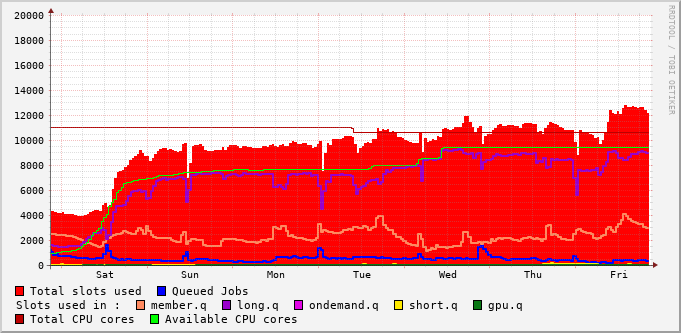 20000
18000
16000
14000
12000
10000
8000
6000
4000
2000
0
Sat Sun Mon Tue Wed Thu Fri
RRDTOOL / TOBI OETIKER
Total slots used Queued Jobs
Slots used in : member.q long.q ondemand.q short.q gpu.q
Total CPU cores Available CPU cores